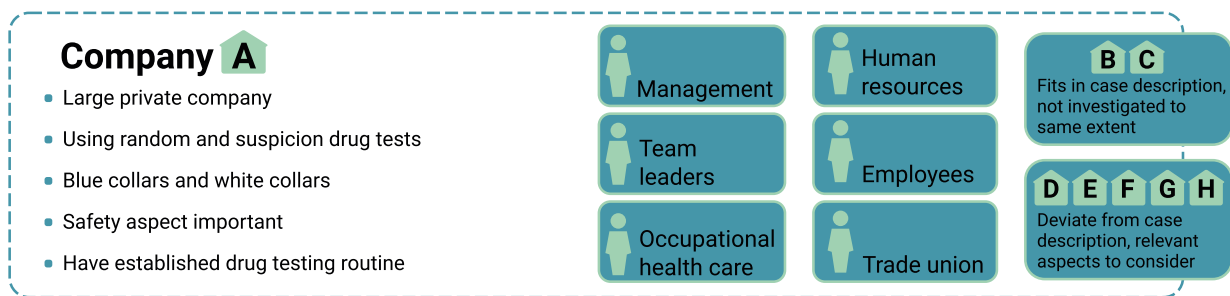 Company A
Large private company
Using random and suspicion drug tests
Blue collars and white collars
Safety aspect important
Have established drug testing routine
Management
Team
leaders
Occupational
health care
Human
resources
Employees
Trade union
B C
Fits in case description,
not investigated to
same extent
D E F G H
Deviate from case
description, relevant
aspects to consider